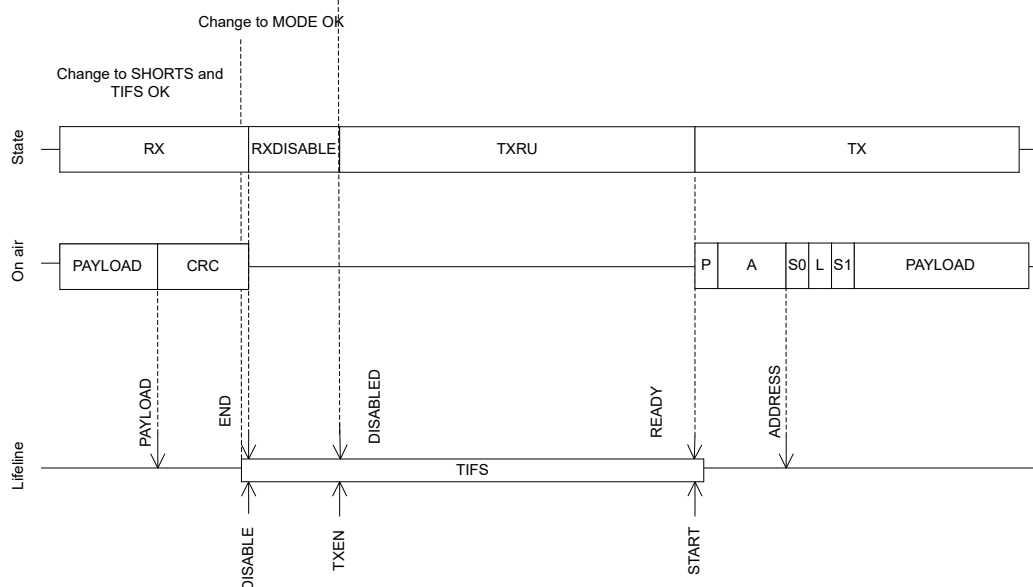 Change to MODE OK
Change to SHORTS and
TIFS OK
State
RX
RXDISABLE
TXRU
TX
On air
PAYLOAD
CRC
P
A
S0
L
S1
PAYLOAD
PAYLOAD
END
DISABLED
READY
ADDRESS
Lifeline
TIFS
DISABLE
TXEN
START